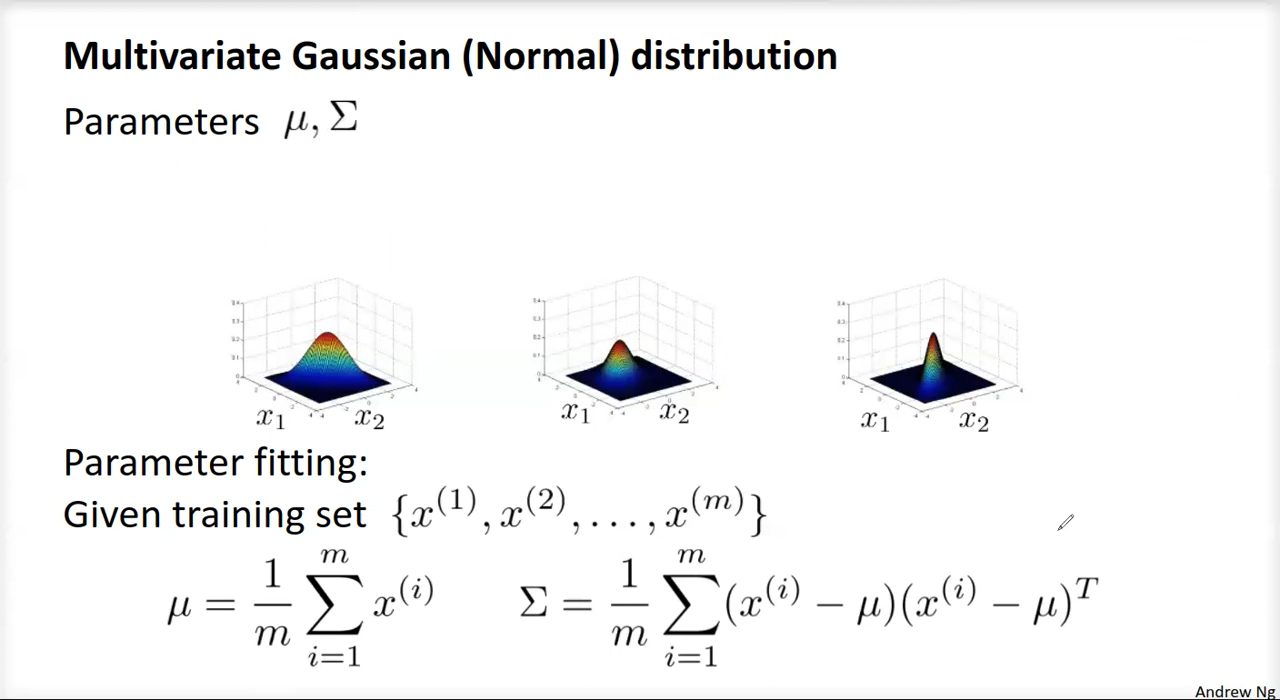 Multivariate Gaussian (Normal) distribution
Parameters μ, Σ
x₁ x₂ x₁ x₂ x₁ x₂
Parameter fitting:
Given training set {x⁽¹⁾, x⁽²⁾, . . . , x⁽ᵐ⁾}
μ = 1/m ∑ᵢ₌₁ᵐ x⁽ⁱ⁾ Σ = 1/m ∑ᵢ₌₁ᵐ (x⁽ⁱ⁾ − μ)(x⁽ⁱ⁾ − μ)ᵀ
Andrew Ng